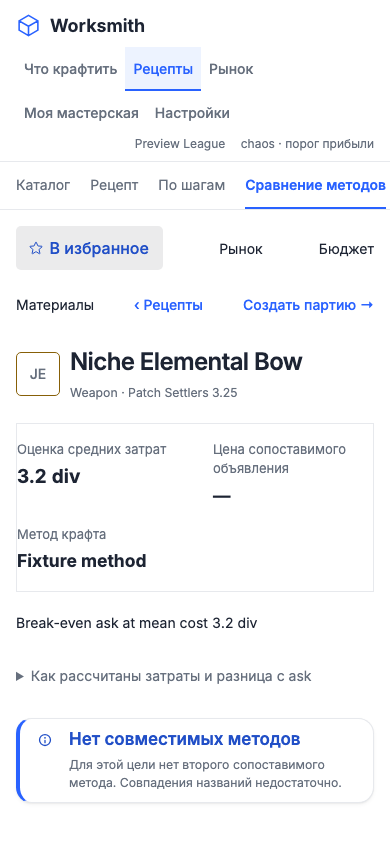 Worksmith
Что крафтить Рецепты Рынок
Моя мастерская Настройки
Preview League chaos · порог прибыли
Каталог Рецепт По шагам Сравнение методов
В избранное Рынок Бюджет
Материалы ‹ Рецепты Создать партию →
JE
Niche Elemental Bow
Weapon · Patch Settlers 3.25
Оценка средних затрат
3.2 div
Цена сопоставимого
объявления
—
Метод крафта
Fixture method
Break-even ask at mean cost 3.2 div
Как рассчитаны затраты и разница с ask
Нет совместимых методов
Для этой цели нет второго сопоставимого
метода. Совпадения названий недостаточно.